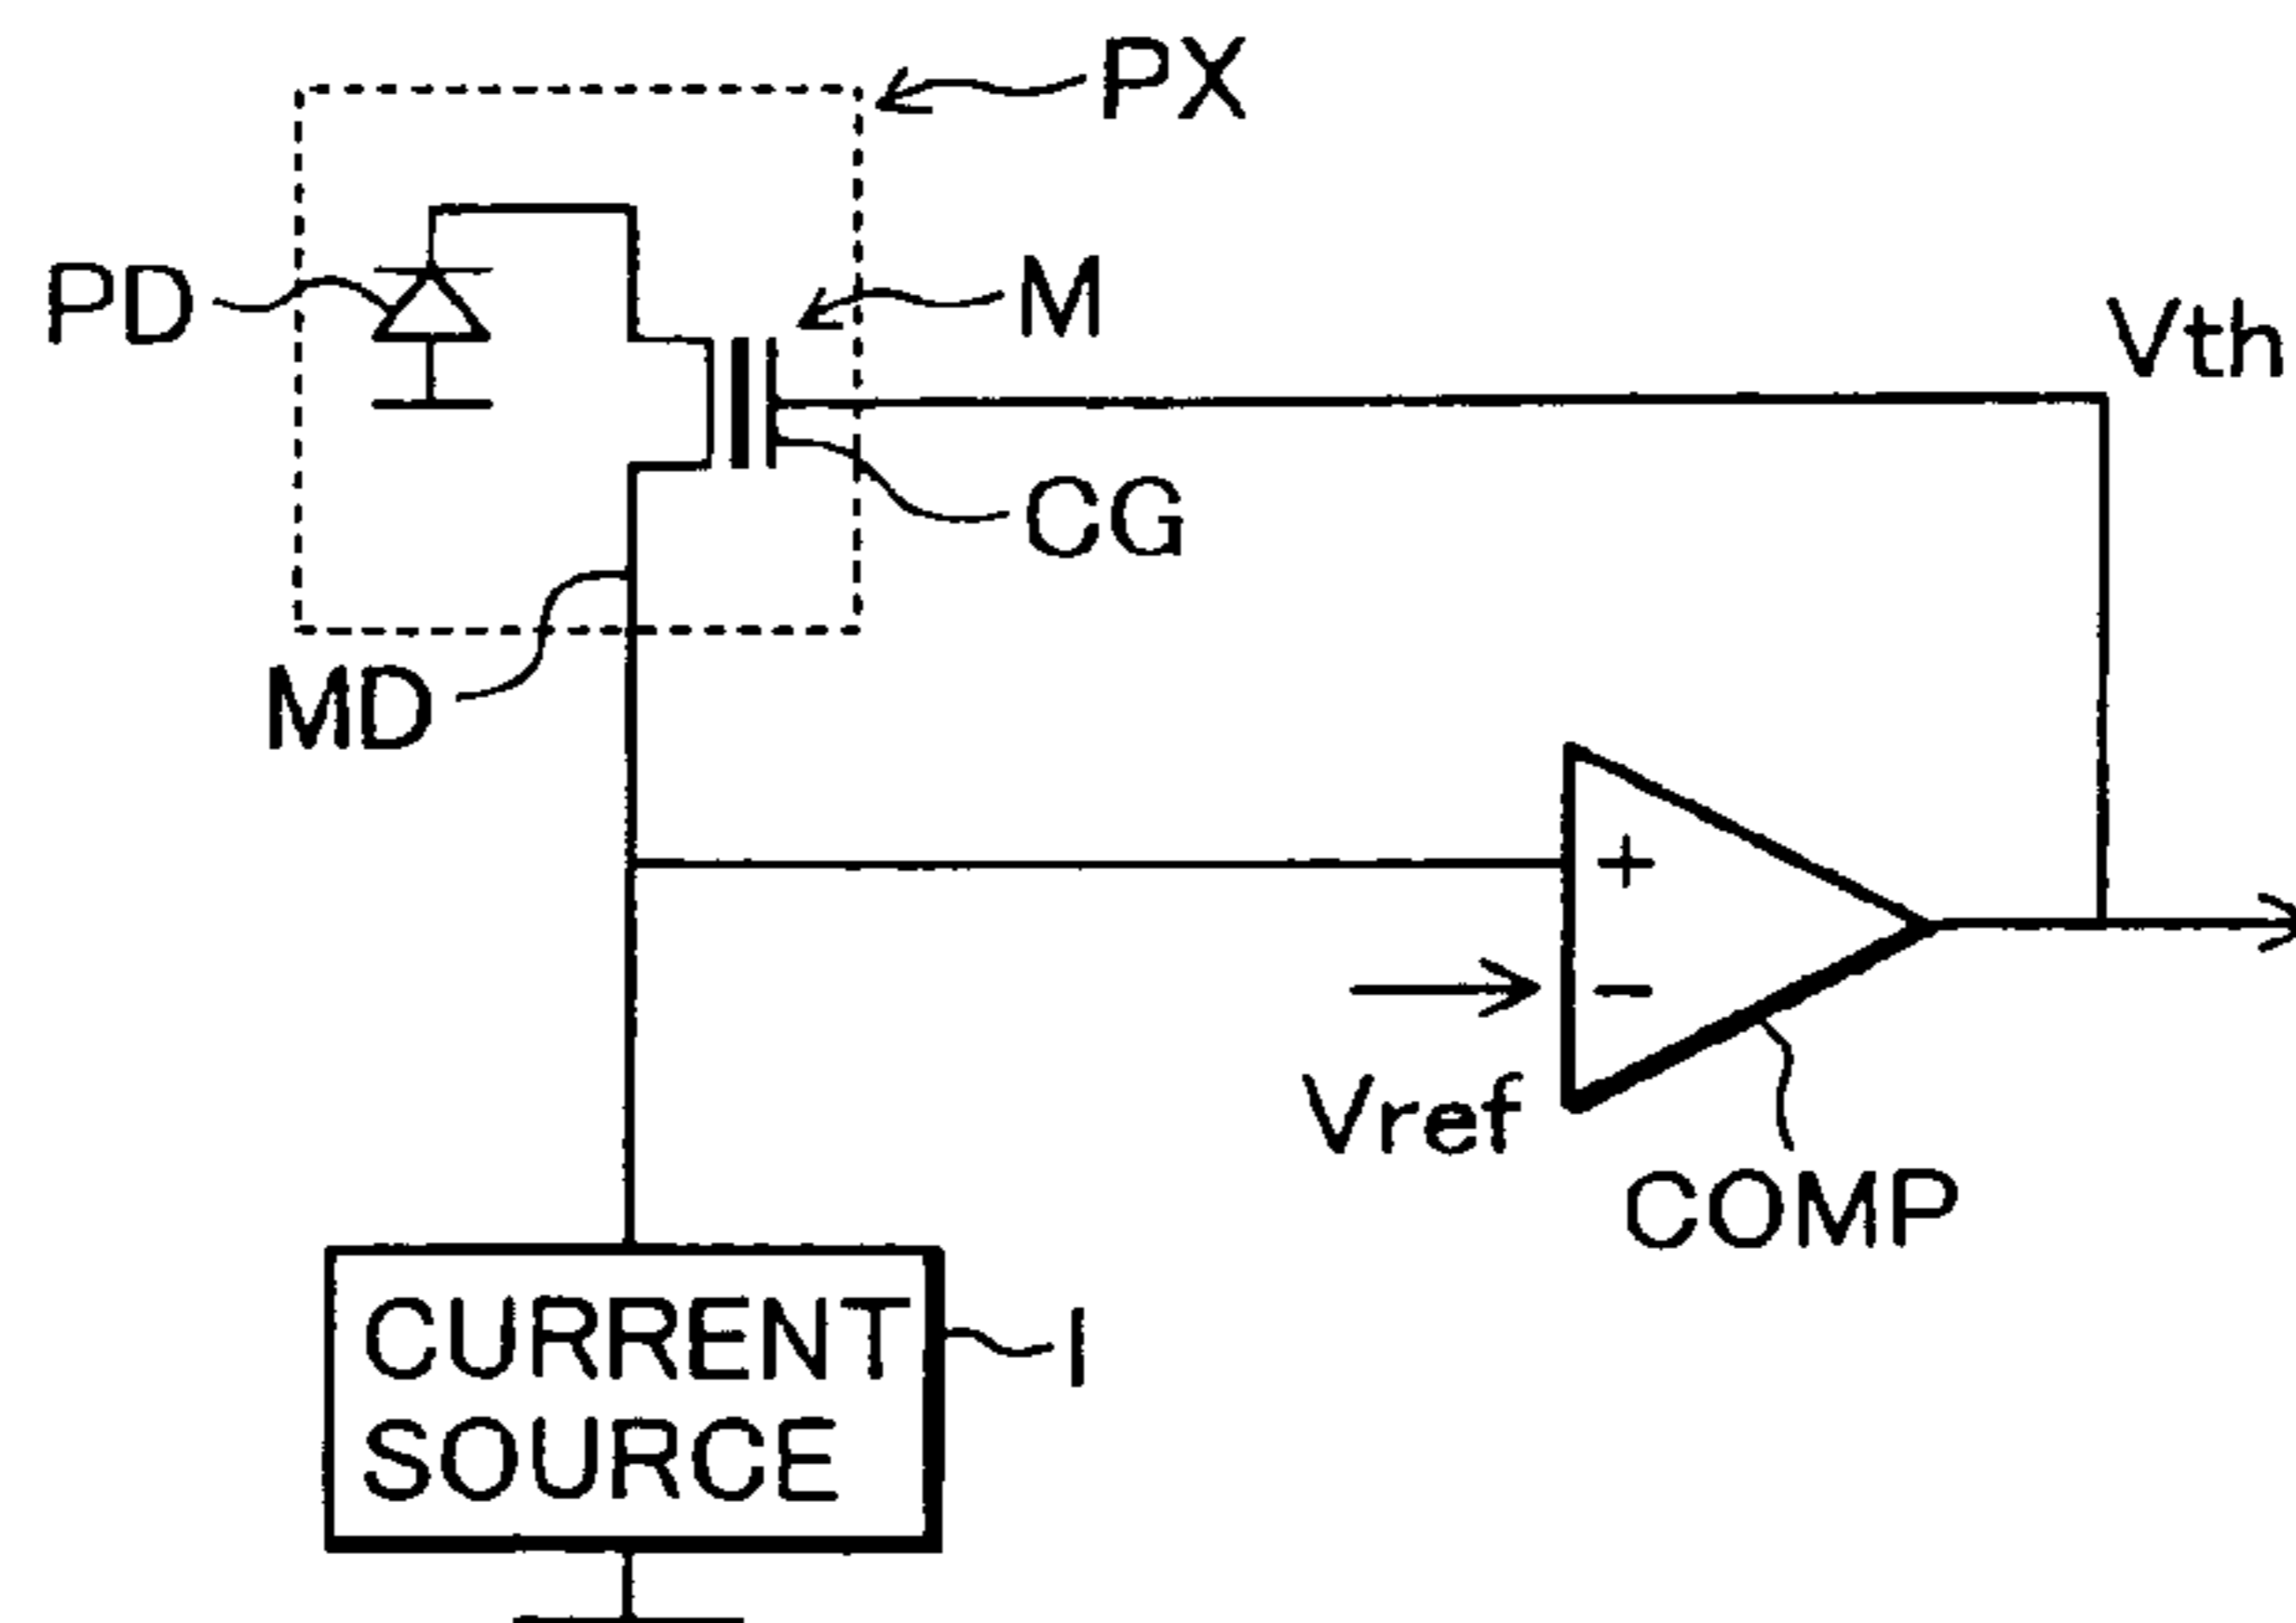 PX
PD
M
Vth
CG
MD
+
−
Vref
COMP
CURRENT
SOURCE
I